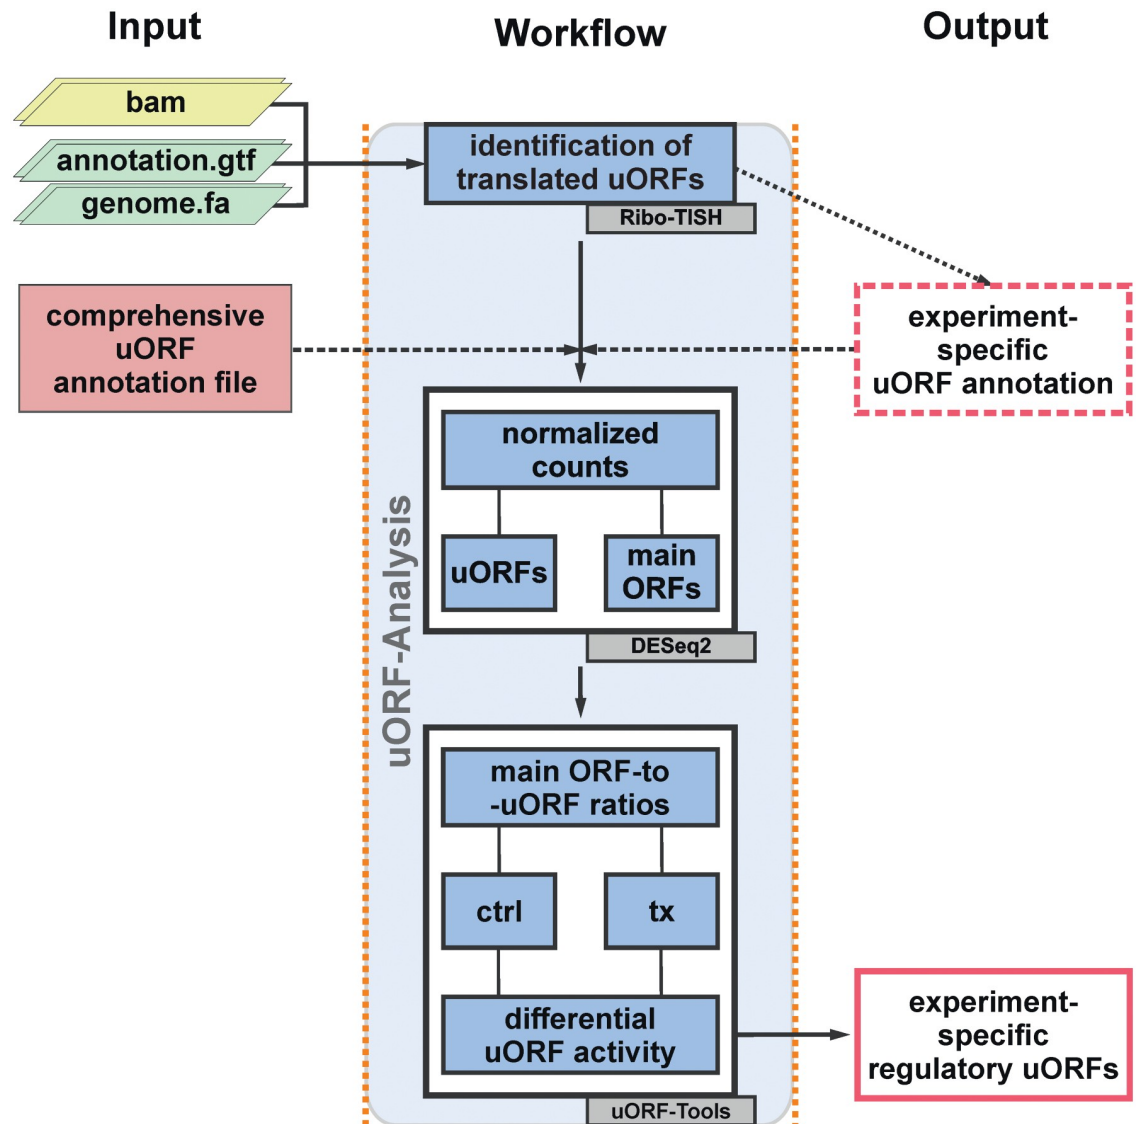 Input
Workflow
Output
bam
annotation.gtf
genome.fa
identification of
translated uORFs
Ribo-TISH
comprehensive
uORF
annotation file
experiment-
specific
uORF annotation
uORF-Analysis
normalized
counts
uORFs
main
ORFs
DESeq2
main ORF-to
-uORF ratios
ctrl
tx
differential
uORF activity
uORF-Tools
experiment-
specific
regulatory uORFs